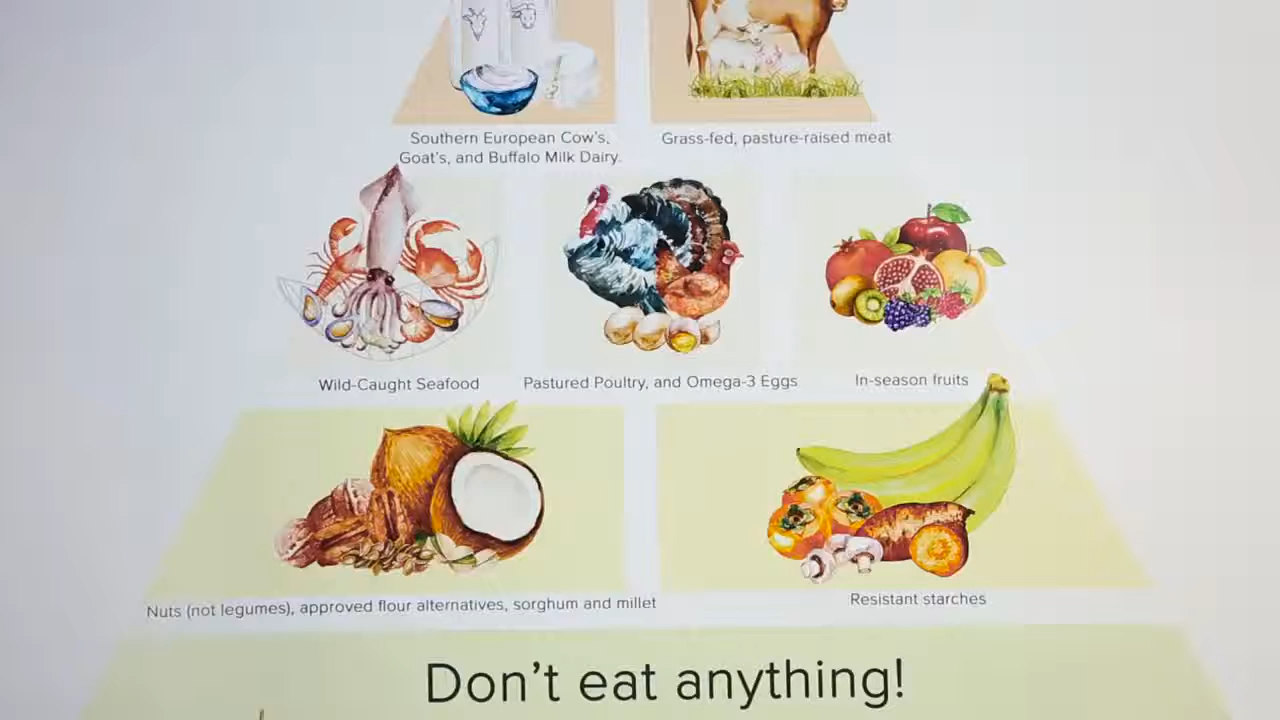 Southern European Cow's,
Goat's, and Buffalo Milk Dairy.
Grass-fed, pasture-raised meat
Wild-Caught Seafood
Pastured Poultry, and Omega-3 Eggs
In-season fruits
Nuts (not legumes), approved flour alternatives, sorghum and millet
Resistant starches
Don't eat anything!